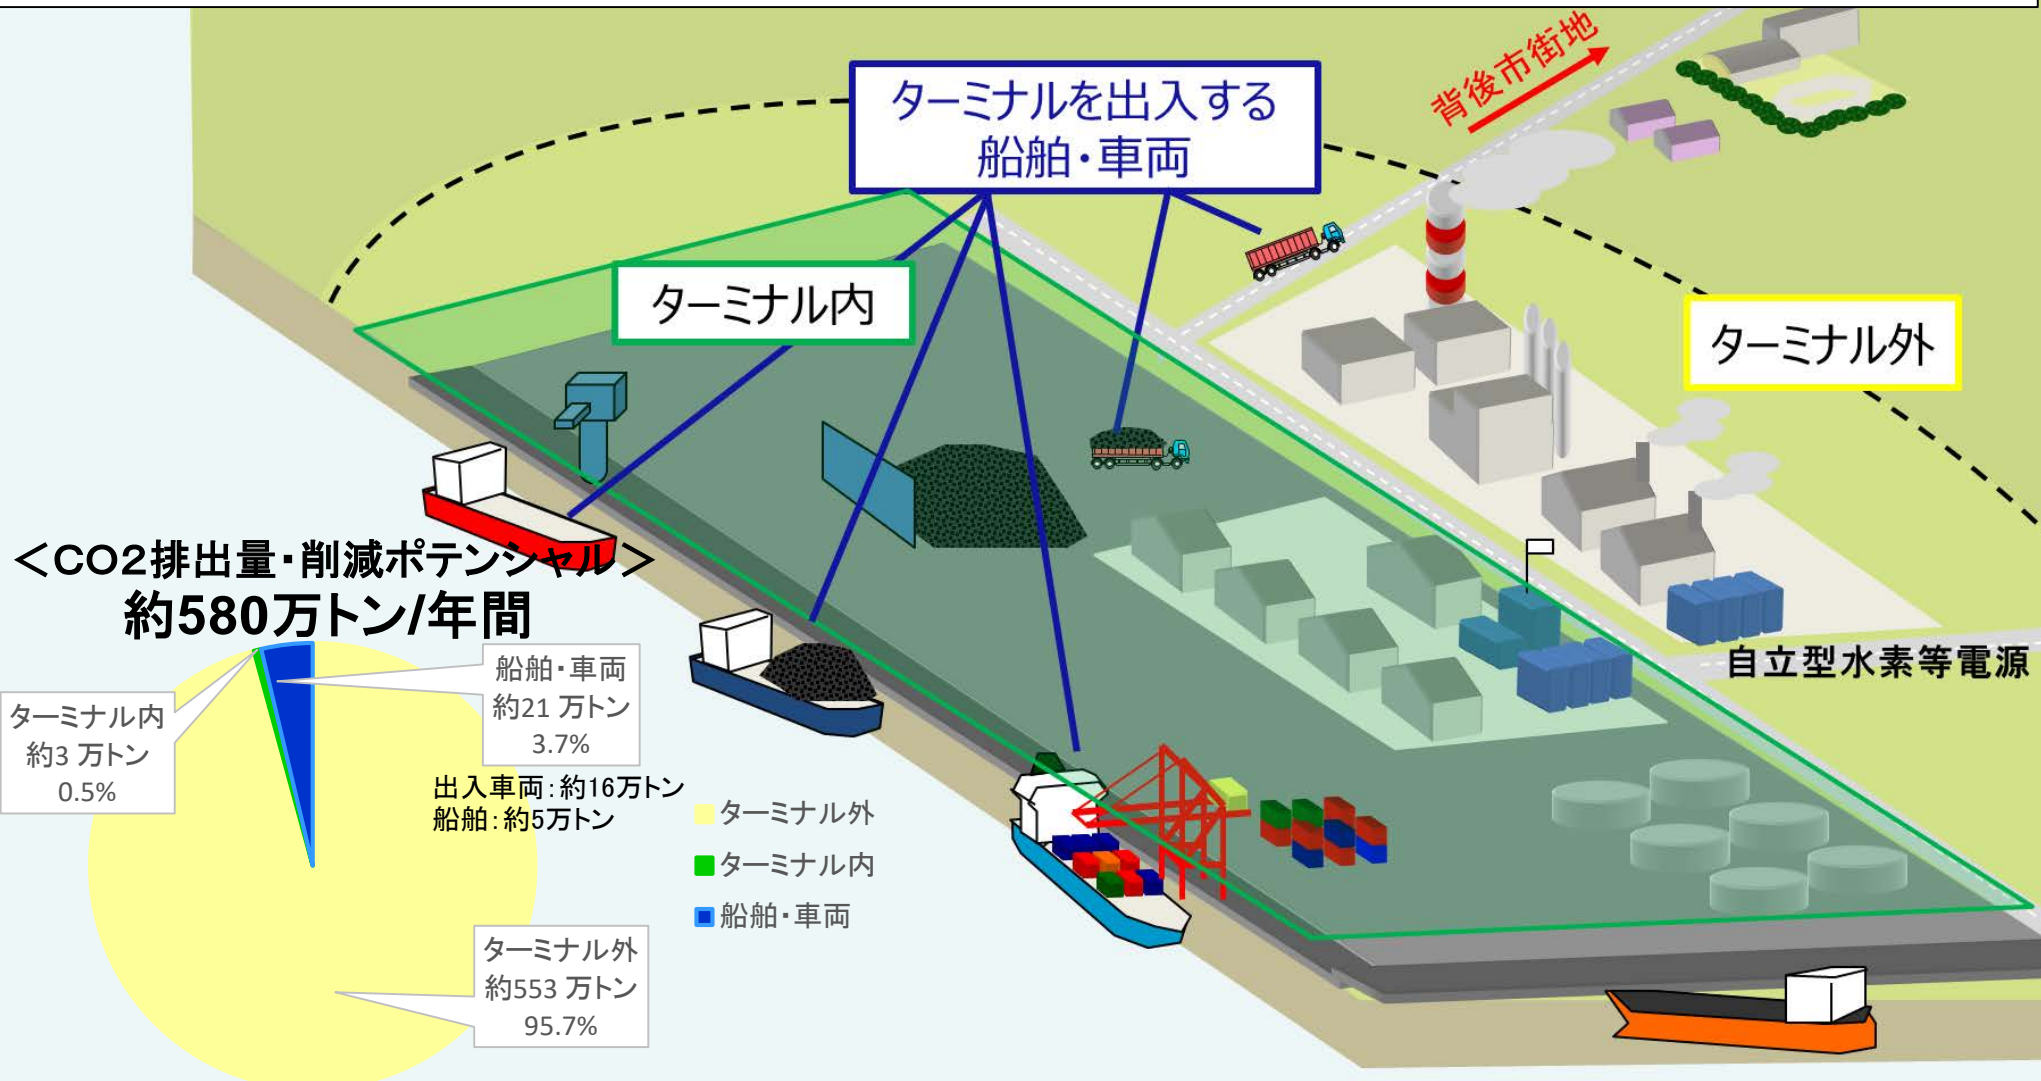 背後市街地
ターミナルを出入する
船舶・車両
ターミナル内
ターミナル外
自立型水素等電源
＜CO2排出量・削減ポテンシャル＞
約580万トン/年間
船舶・車両
約21 万トン
3.7%
ターミナル内
約3 万トン
0.5%
出入車両：約16万トン
船舶：約5万トン
ターミナル外
ターミナル内
船舶・車両
ターミナル外
約553 万トン
95.7%